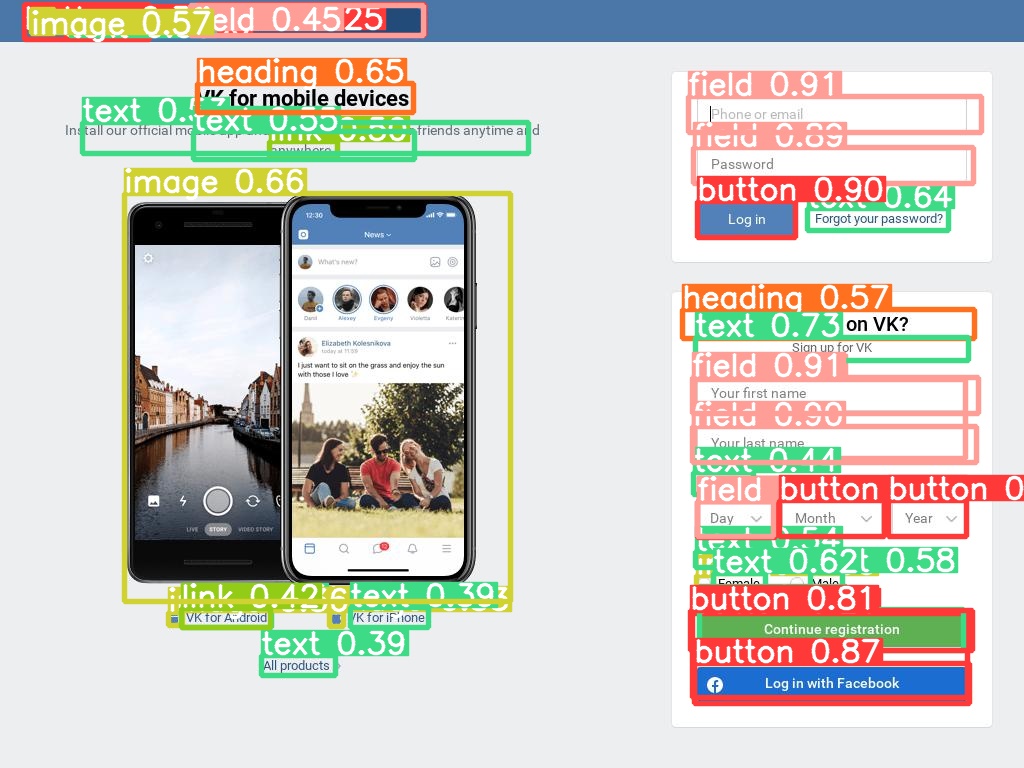 image 0.57
field 0.45
25
heading 0.65
VK for mobile devices
text 0.55
Install our official
friends anytime and
anywhere
image 0.66
12:30
News
What's new?
Alexey
Evgeny
Violetta
Elizabeth Kolesnikova
today at 11:59
I just want to sit on the grass and enjoy the sun
with those I love ✨
LIVE
STORY
VIDEO STORY
link 0.42
text 0.39
VK for Android
VK for iPhone
text 0.39
All products
field 0.91
Phone or email
field 0.89
Password
button 0.90
text 0.64
Log in
Forgot your password?
heading 0.57
text 0.73
on VK?
Sign up for VK
field 0.91
Your first name
field 0.90
Your last name
text 0.44
field
button
button 0
Day
Month
Year
text 0.54
text 0.62
t 0.58
Female
Male
button 0.81
Continue registration
button 0.87
Log in with Facebook